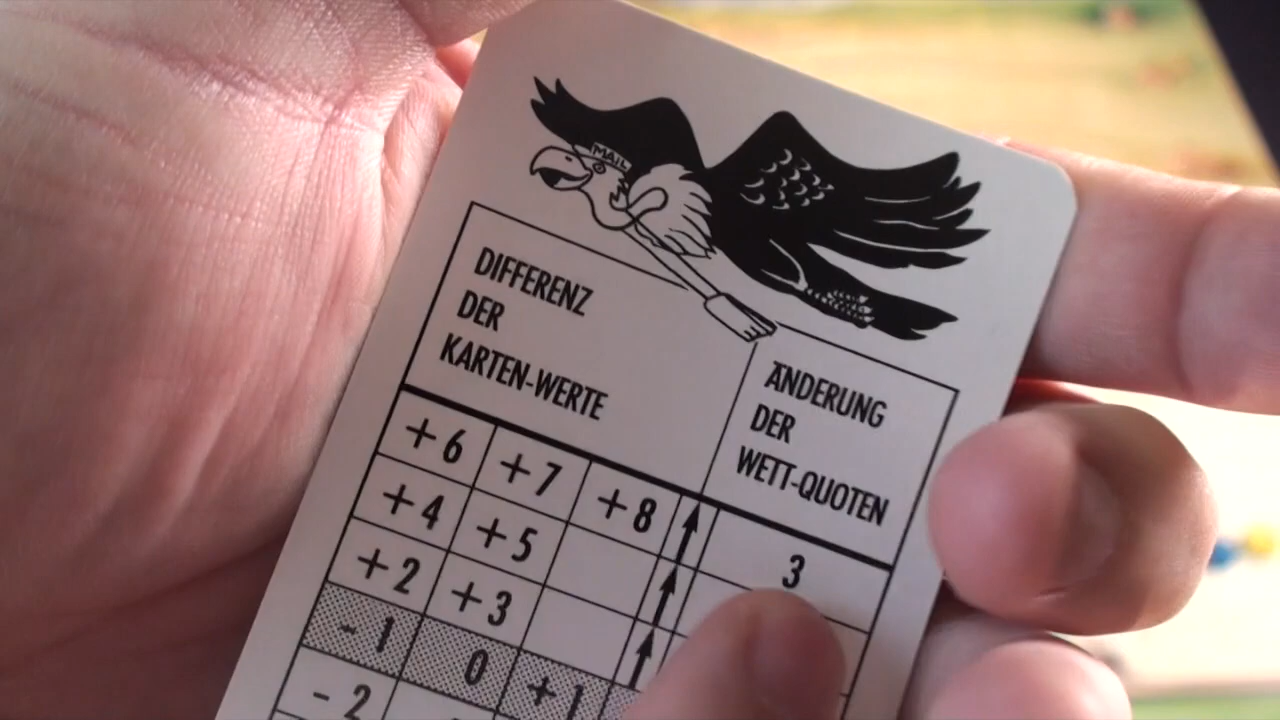 MAIL
DIFFERENZ
DER
KARTEN-WERTE
ÄNDERUNG
DER
WETT-QUOTEN
+6 +7 +8 3
+4 +5
+2 +3
-1 0 +1
-2